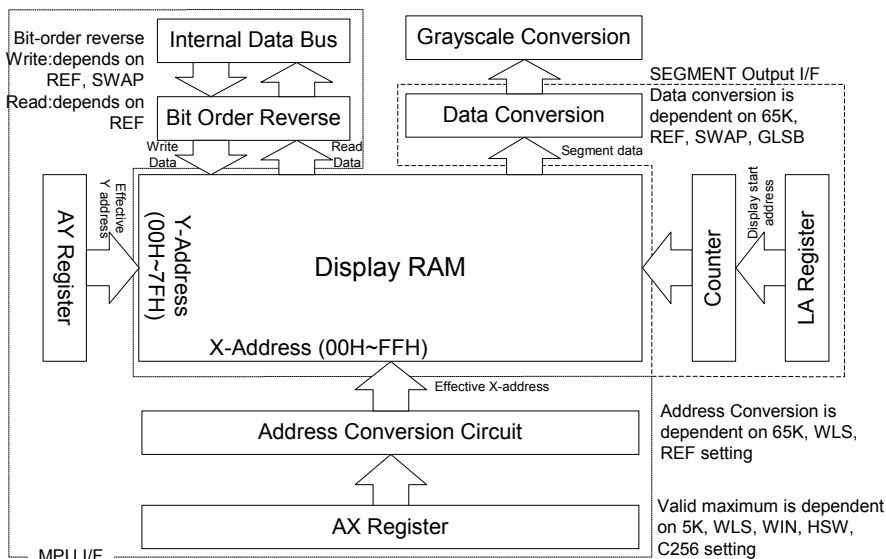 Bit-order reverse
Write:depends on
REF, SWAP
Read:depends on
REF
Internal Data Bus
Bit Order Reverse
Write
Data
Read
Data
Grayscale Conversion
Data Conversion
Segment data
SEGMENT Output I/F
Data conversion is
dependent on 65K,
REF, SWAP, GLSB
AY Register
Effective
Y address
Y-Address
(00H~7FH)
Display RAM
X-Address (00H~FFH)
Counter
Display start
address
LA Register
Effective X-address
Address Conversion Circuit
Address Conversion is
dependent on 65K, WLS,
REF setting
AX Register
Valid maximum is dependent
on 5K, WLS, WIN, HSW,
C256 setting
MPU I/F